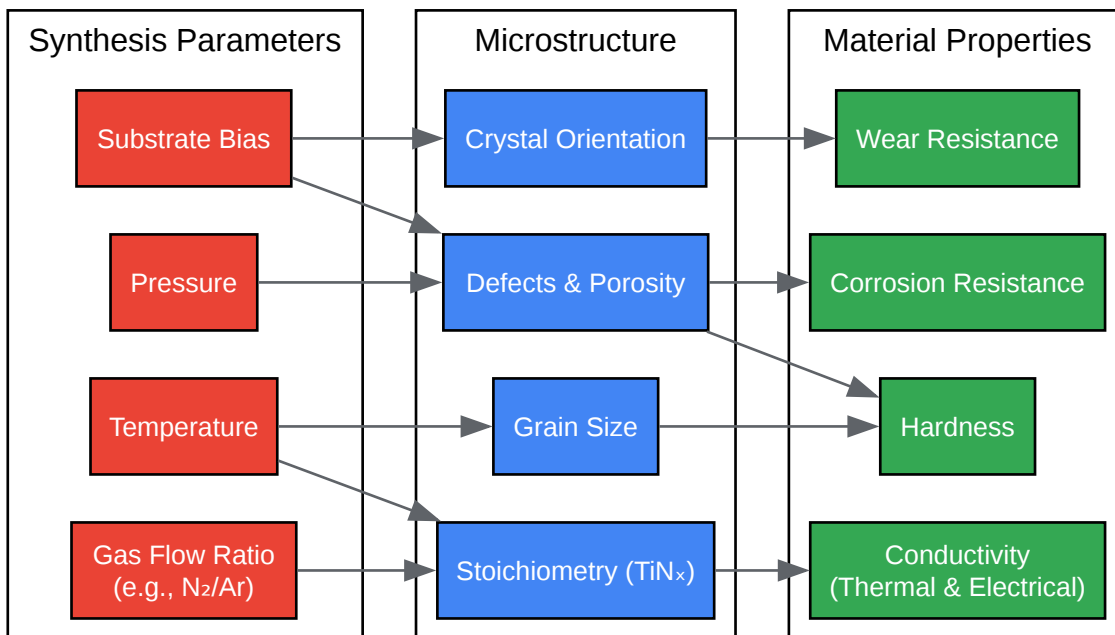 Synthesis Parameters
Microstructure
Material Properties
Substrate Bias
Crystal Orientation
Wear Resistance
Pressure
Defects & Porosity
Corrosion Resistance
Temperature
Grain Size
Hardness
Gas Flow Ratio
(e.g., N₂/Ar)
Stoichiometry (TiNₓ)
Conductivity
(Thermal & Electrical)